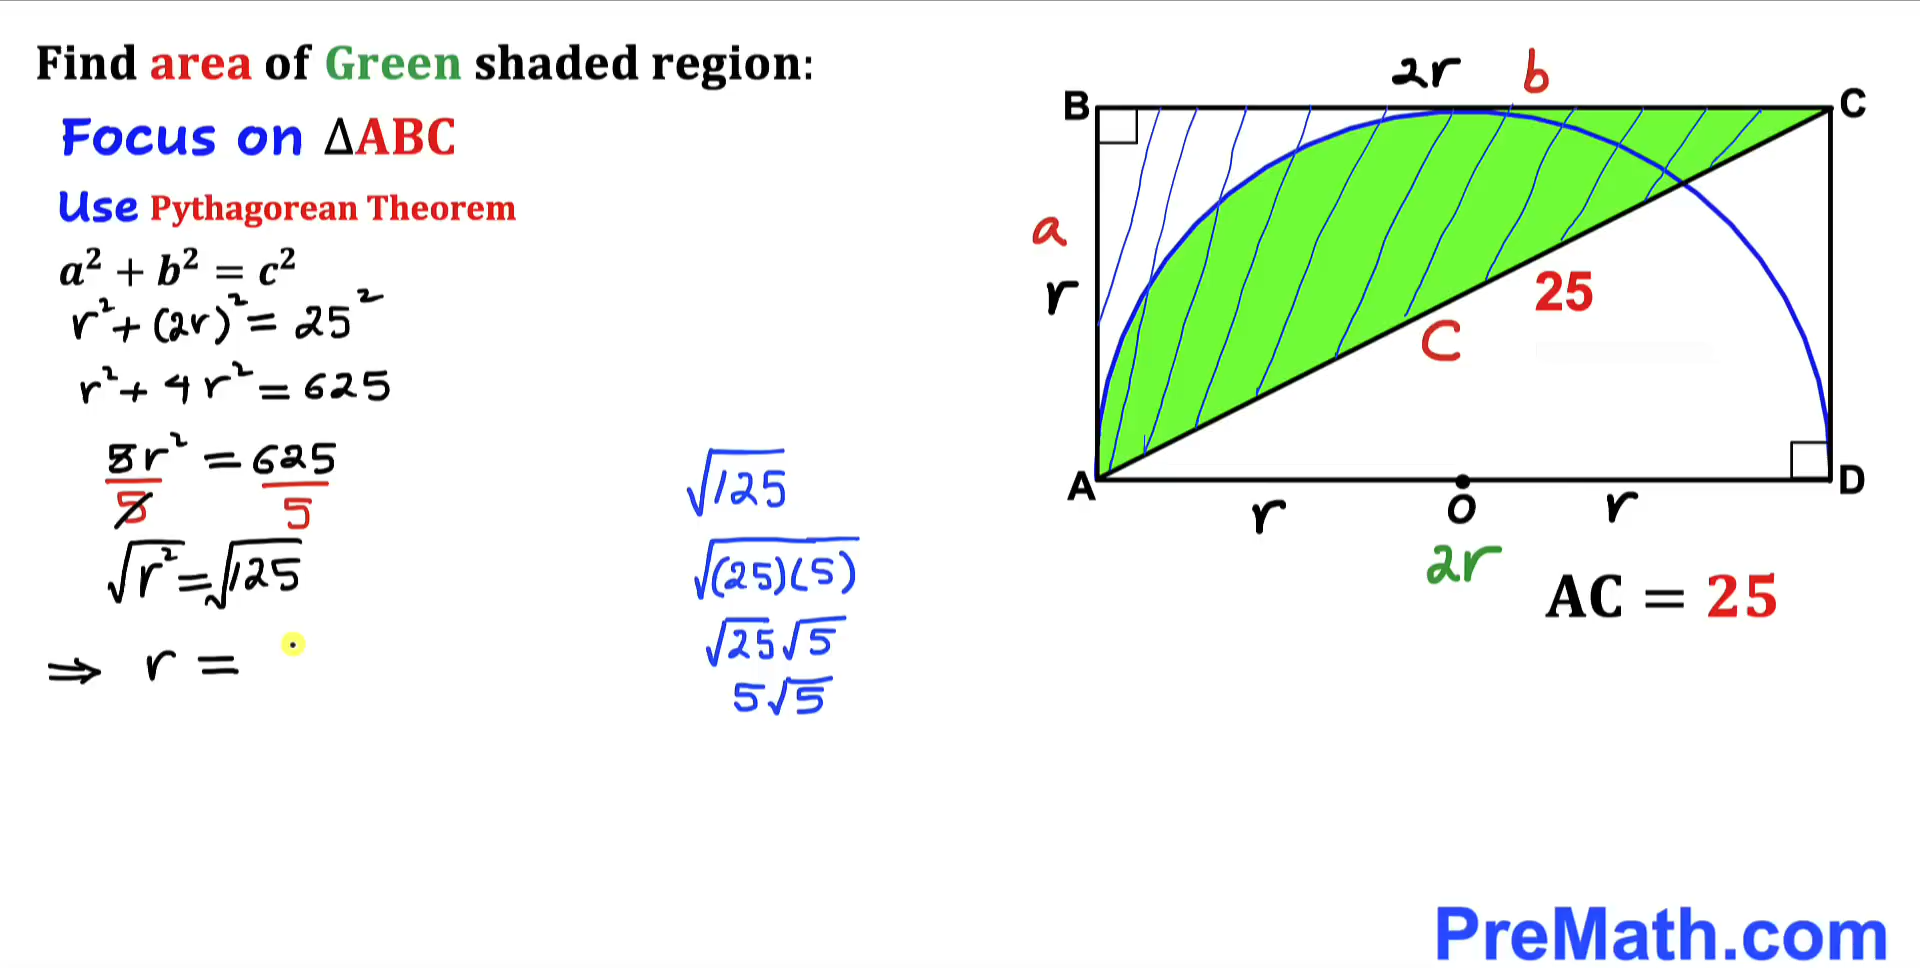 Find area of Green shaded region:
Focus on ΔABC
Use Pythagorean Theorem
a² + b² = c²
r² + (2r)² = 25²
r² + 4r² = 625
5r² = 625
5 5
√r² = √125
⇒ r =
√125
√(25)(5)
√25 √5
5√5
2r b
B C
a
r
25
C
A D
r O r
2r
AC = 25
PreMath.com